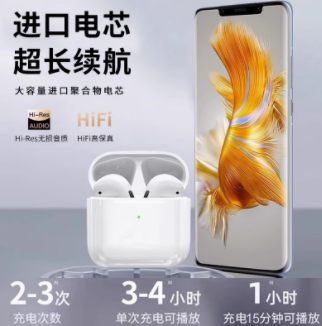 进口电芯
超长续航
大容量进口聚合物电芯
Hi-Res
AUDIO
HiFi
Hi-Res无损音质
HiFi高保真
2-3次
3-4小时
1小时
充电次数
单次充电可播放
充电15分钟可播放